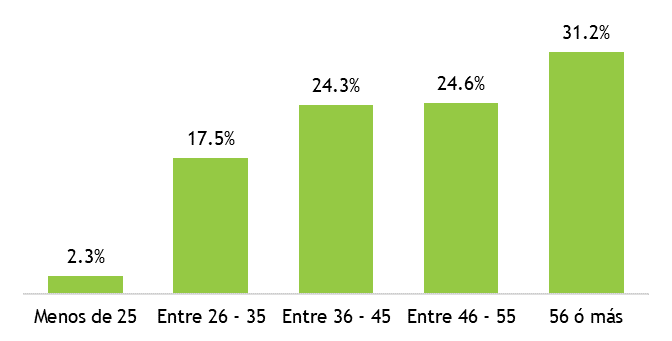 31.2%
24.3%
24.6%
17.5%
2.3%
Menos de 25
Entre 26 - 35
Entre 36 - 45
Entre 46 - 55
56 ó más